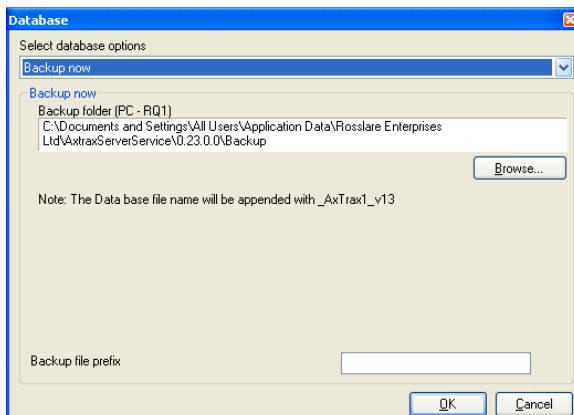 Database
Select database options
Backup now
Backup now
Backup folder (PC - RQ1)
C:\Documents and Settings\All Users\Application Data\Rosslare Enterprises
Ltd\AxtraxServerService\0.23.0.0\Backup
Browse...
Note: The Data base file name will be appended with _AxTrax1_v13
Backup file prefix
OK
Cancel